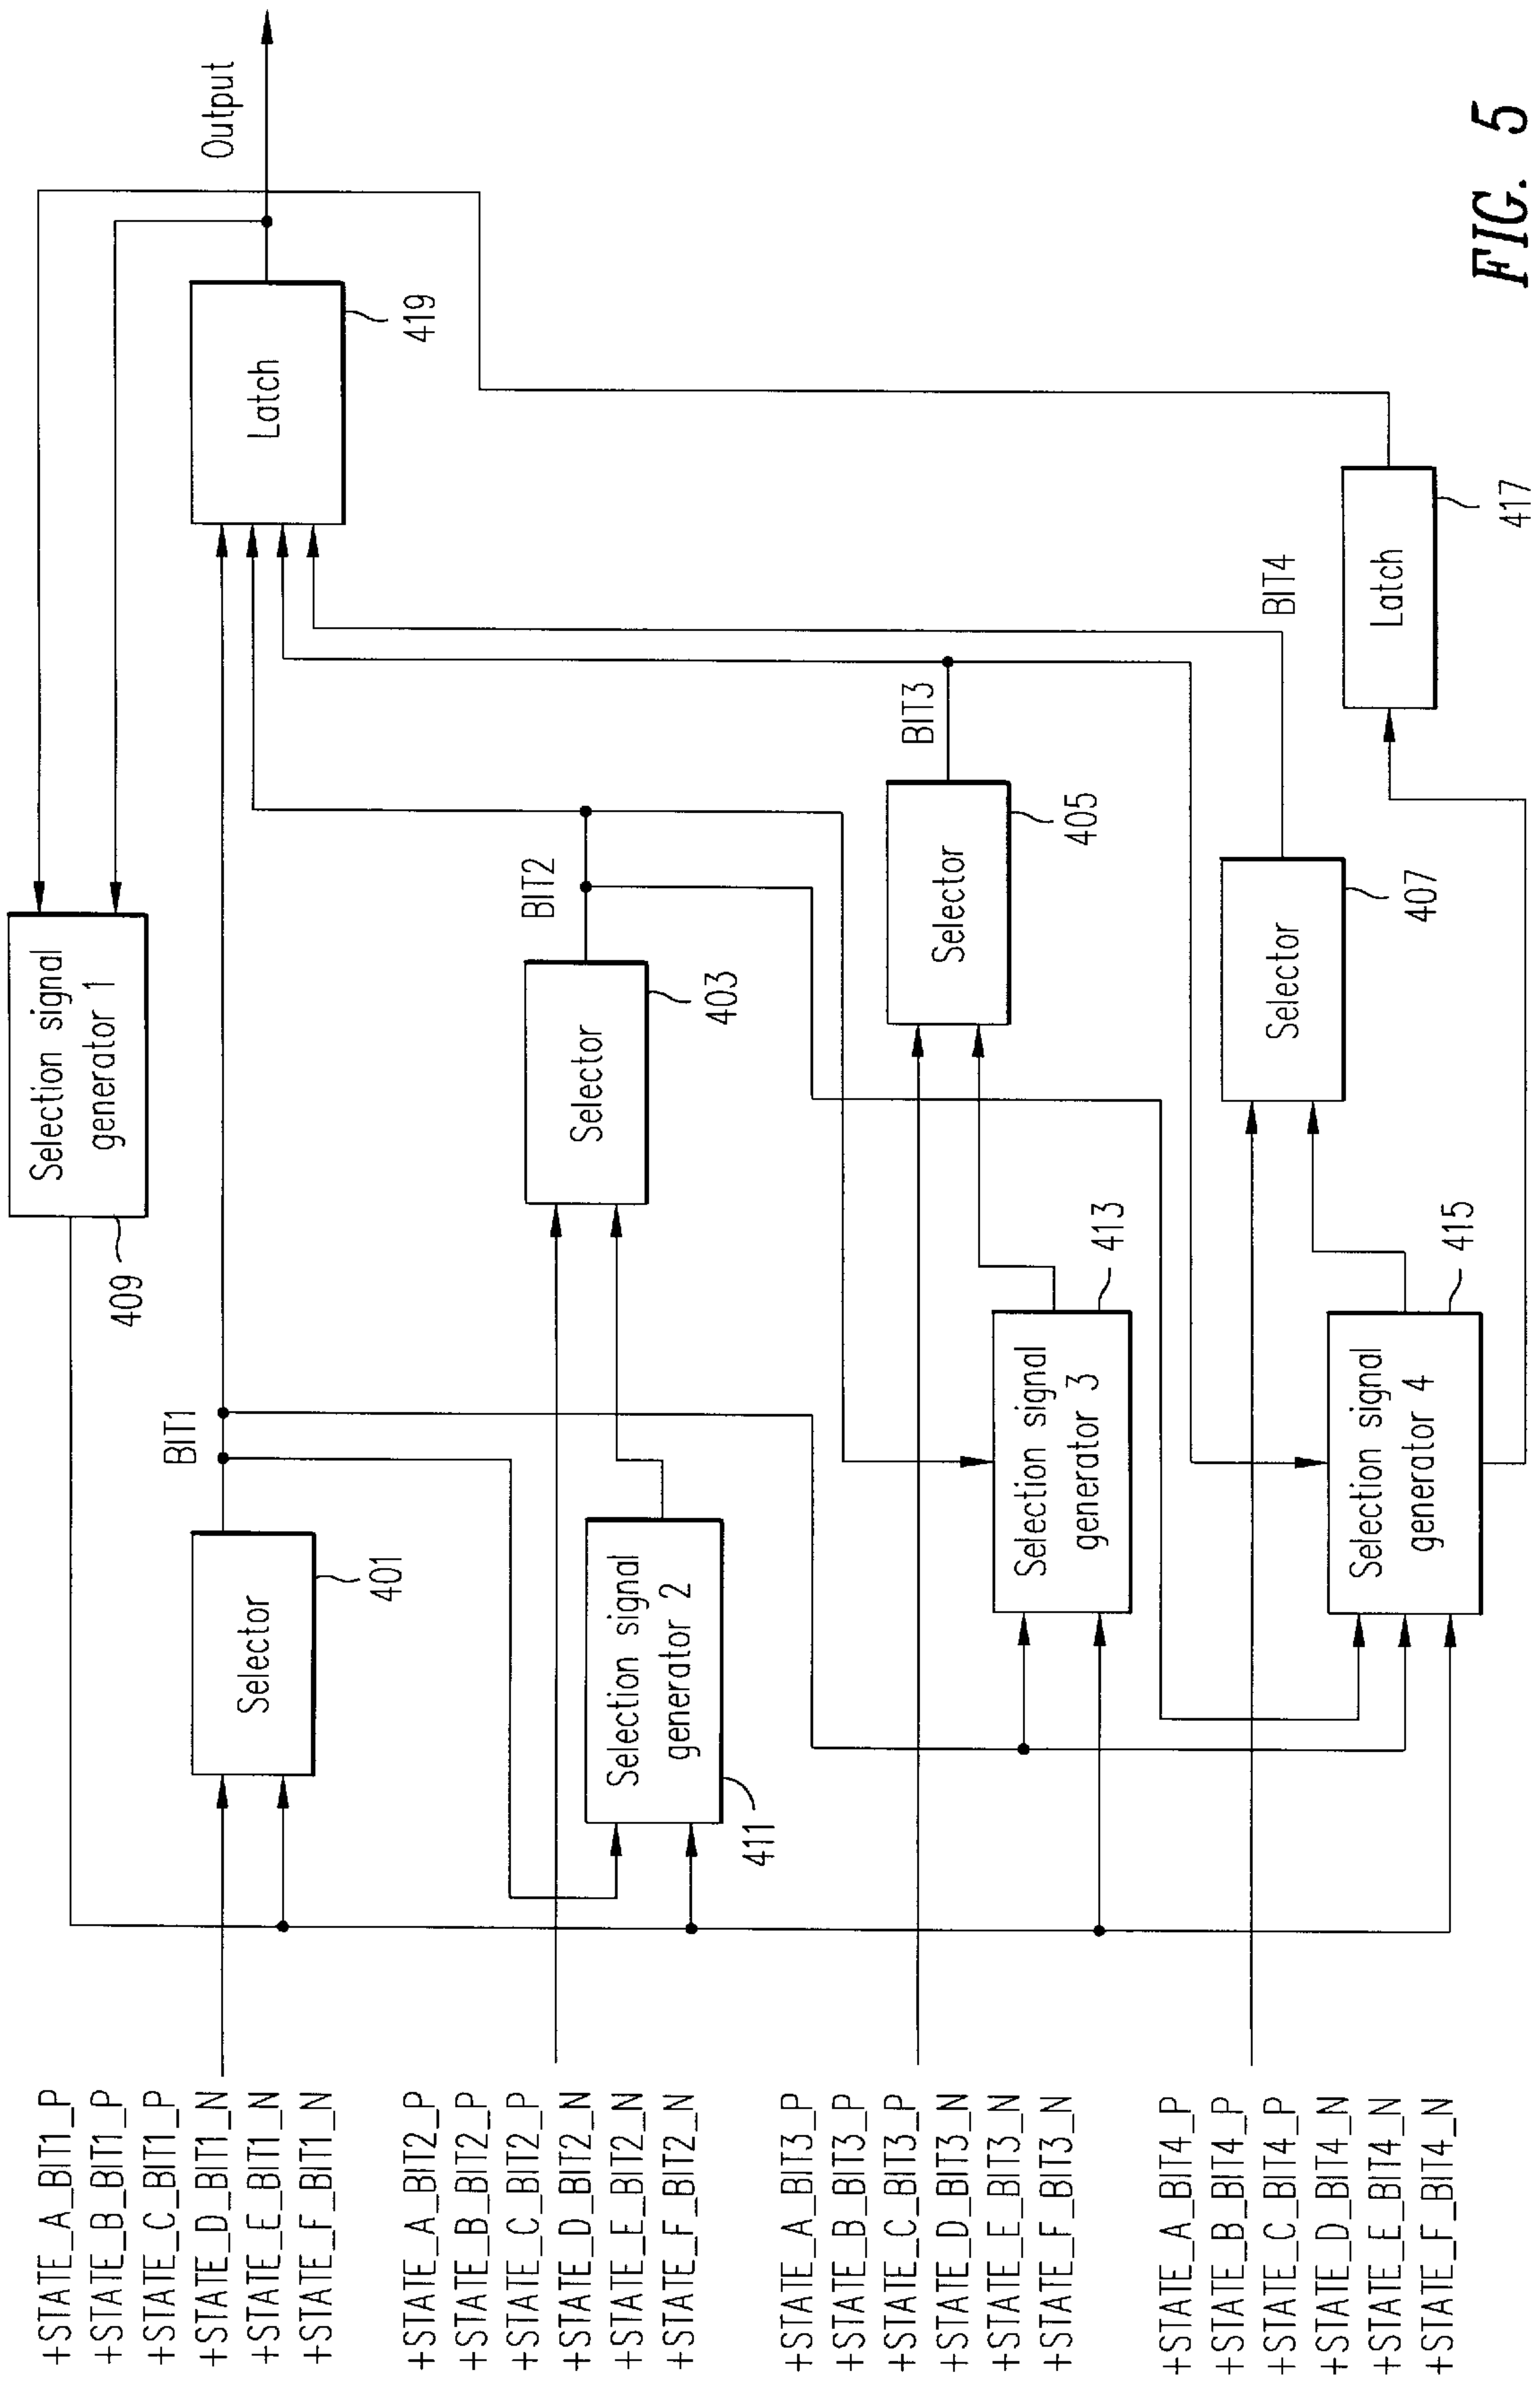 Output
Selection signal
generator 1
409
Latch
419
BIT1
Selector
401
BIT2
Selector
403
Selection signal
generator 2
411
BIT3
Selector
405
Selection signal
generator 3
413
BIT4
Selector
407
Selection signal
generator 4
415
Latch
417
+STATE_A_BIT1_P
+STATE_B_BIT1_P
+STATE_C_BIT1_P
+STATE_D_BIT1_N
+STATE_E_BIT1_N
+STATE_F_BIT1_N
+STATE_A_BIT2_P
+STATE_B_BIT2_P
+STATE_C_BIT2_P
+STATE_D_BIT2_N
+STATE_E_BIT2_N
+STATE_F_BIT2_N
+STATE_A_BIT3_P
+STATE_B_BIT3_P
+STATE_C_BIT3_P
+STATE_D_BIT3_N
+STATE_E_BIT3_N
+STATE_F_BIT3_N
+STATE_A_BIT4_P
+STATE_B_BIT4_P
+STATE_C_BIT4_P
+STATE_D_BIT4_N
+STATE_E_BIT4_N
+STATE_F_BIT4_N
FIG. 5